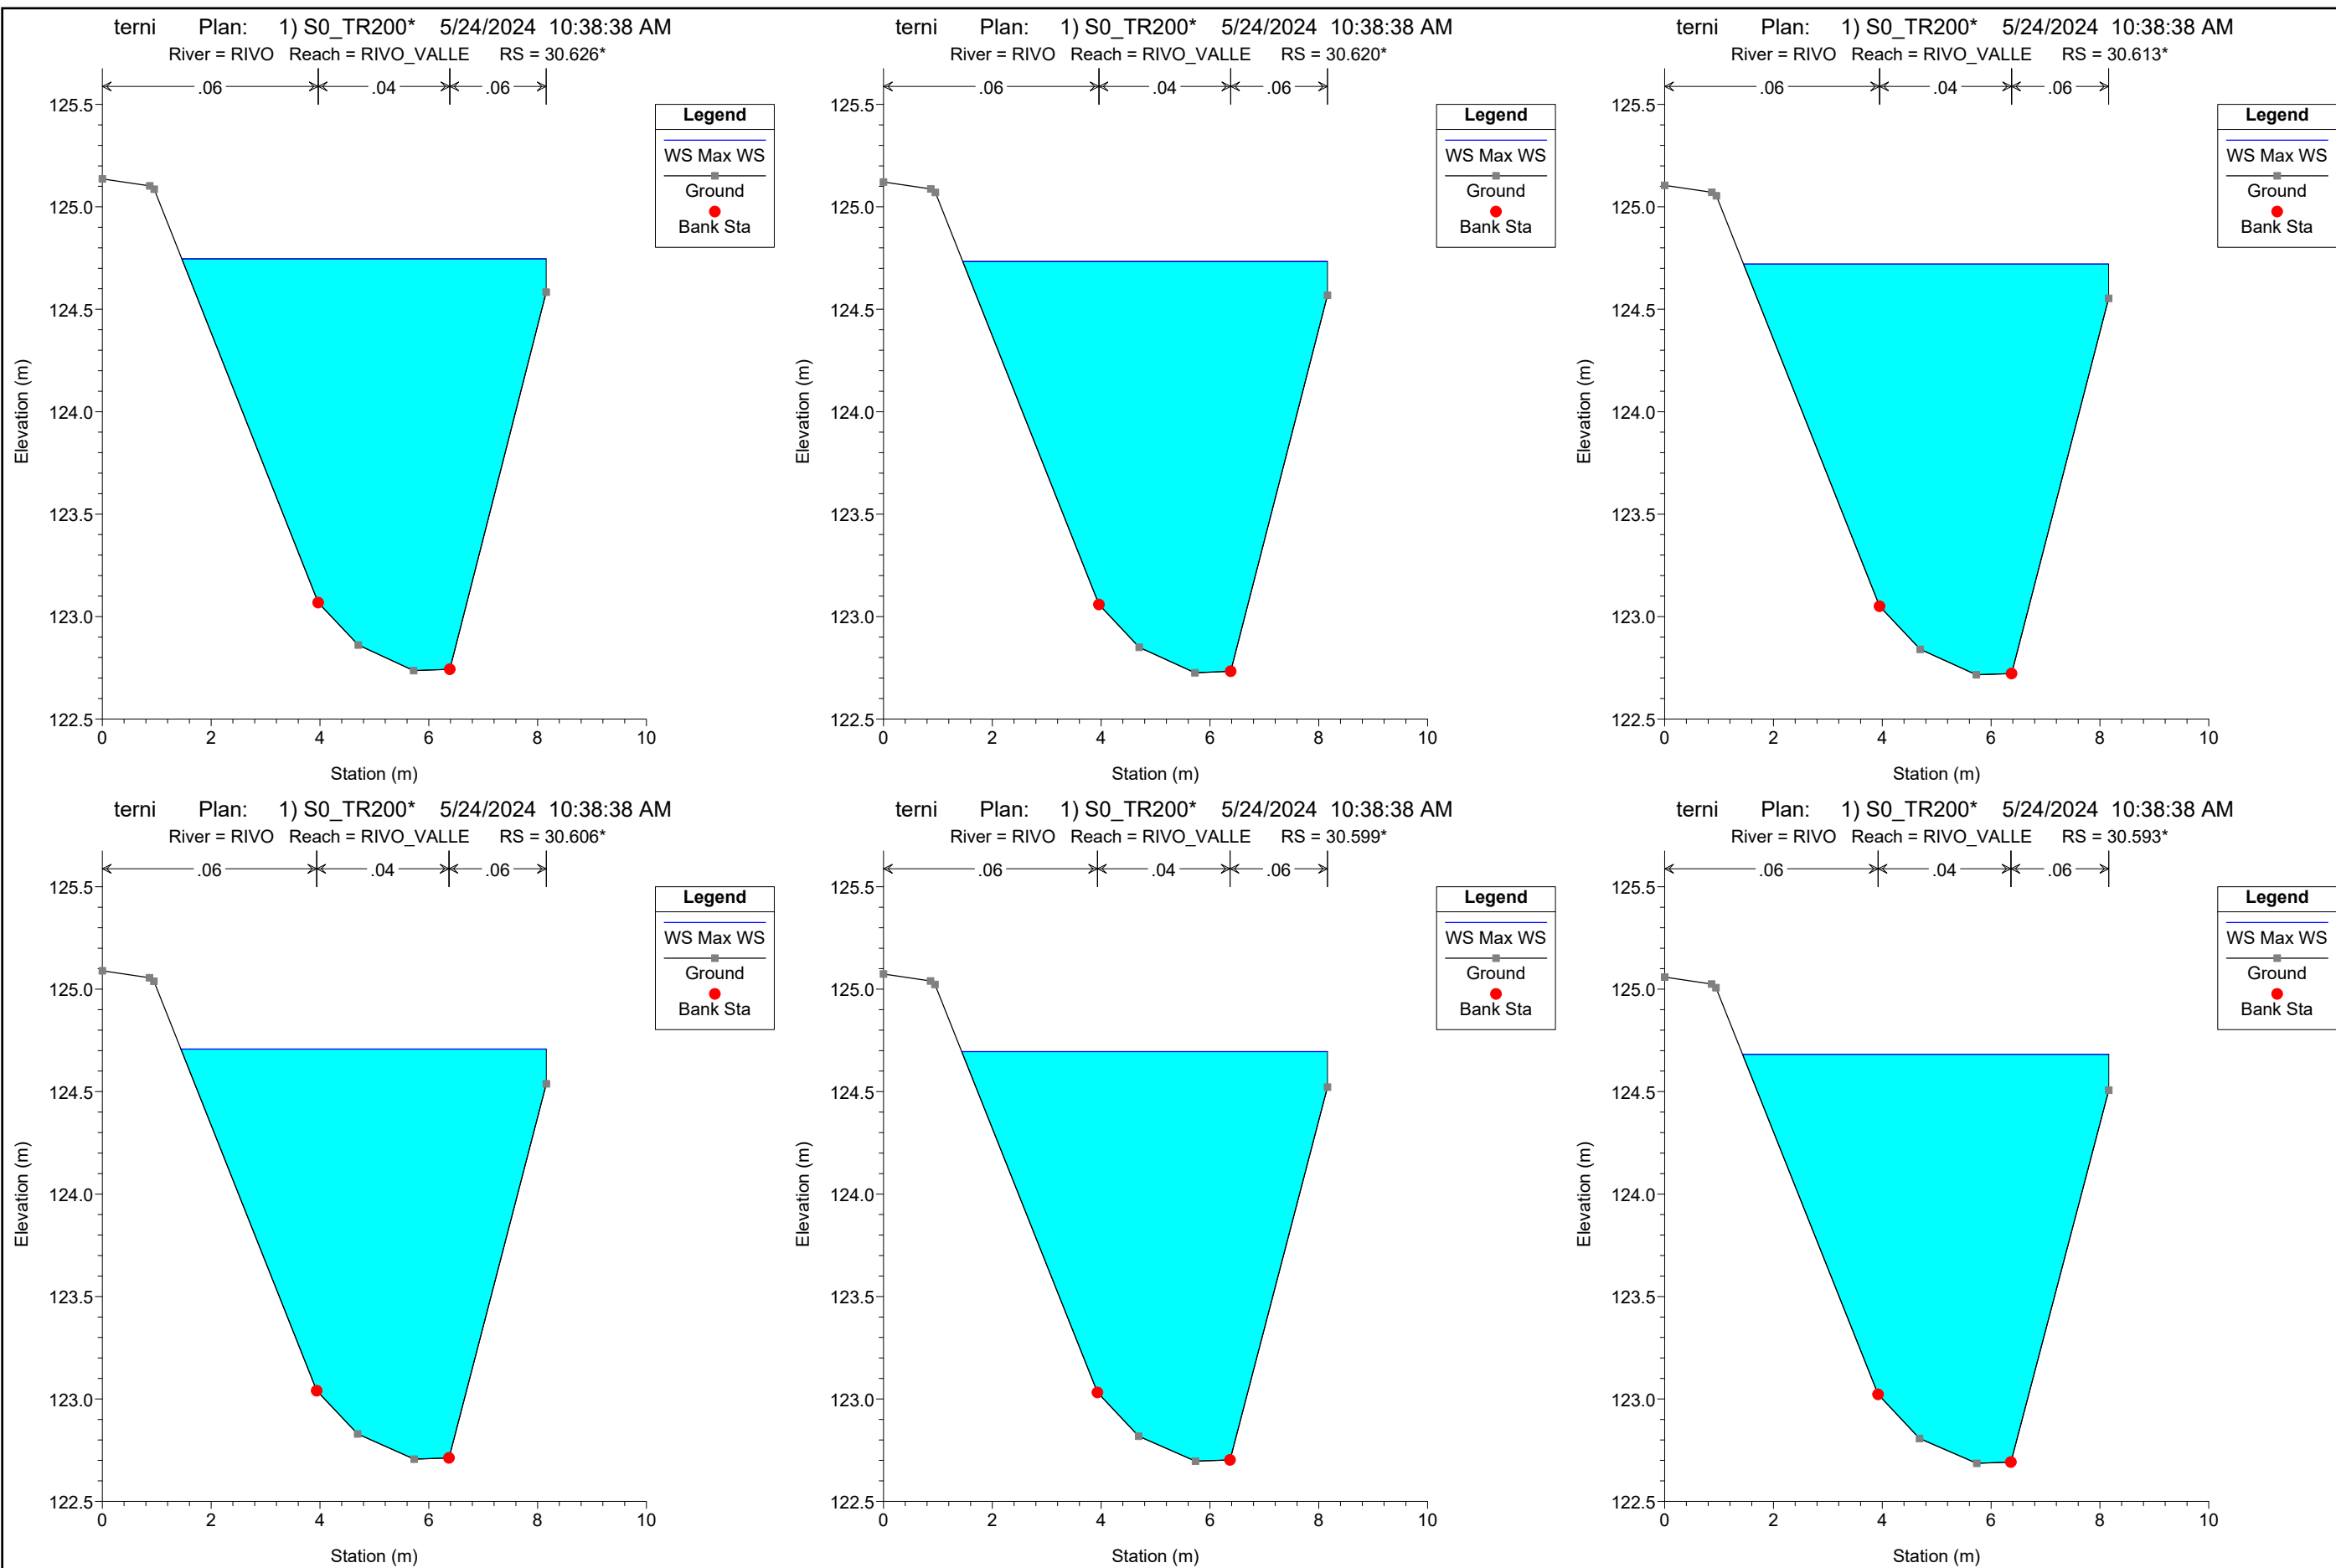 terni Plan: 1) S0_TR200* 5/24/2024 10:38:38 AM
River = RIVO Reach = RIVO_VALLE RS = 30.626*
.06 .04 .06
125.5
125.0
124.5
124.0
123.5
123.0
122.5
Elevation (m)
0 2 4 6 8 10
Station (m)
Legend
WS Max WS
Ground
Bank Sta
terni Plan: 1) S0_TR200* 5/24/2024 10:38:38 AM
River = RIVO Reach = RIVO_VALLE RS = 30.620*
.06 .04 .06
125.5
125.0
124.5
124.0
123.5
123.0
122.5
Elevation (m)
0 2 4 6 8 10
Station (m)
Legend
WS Max WS
Ground
Bank Sta
terni Plan: 1) S0_TR200* 5/24/2024 10:38:38 AM
River = RIVO Reach = RIVO_VALLE RS = 30.613*
.06 .04 .06
125.5
125.0
124.5
124.0
123.5
123.0
122.5
Elevation (m)
0 2 4 6 8 10
Station (m)
Legend
WS Max WS
Ground
Bank Sta
terni Plan: 1) S0_TR200* 5/24/2024 10:38:38 AM
River = RIVO Reach = RIVO_VALLE RS = 30.606*
.06 .04 .06
125.5
125.0
124.5
124.0
123.5
123.0
122.5
Elevation (m)
0 2 4 6 8 10
Station (m)
Legend
WS Max WS
Ground
Bank Sta
terni Plan: 1) S0_TR200* 5/24/2024 10:38:38 AM
River = RIVO Reach = RIVO_VALLE RS = 30.599*
.06 .04 .06
125.5
125.0
124.5
124.0
123.5
123.0
122.5
Elevation (m)
0 2 4 6 8 10
Station (m)
Legend
WS Max WS
Ground
Bank Sta
terni Plan: 1) S0_TR200* 5/24/2024 10:38:38 AM
River = RIVO Reach = RIVO_VALLE RS = 30.593*
.06 .04 .06
125.5
125.0
124.5
124.0
123.5
123.0
122.5
Elevation (m)
0 2 4 6 8 10
Station (m)
Legend
WS Max WS
Ground
Bank Sta